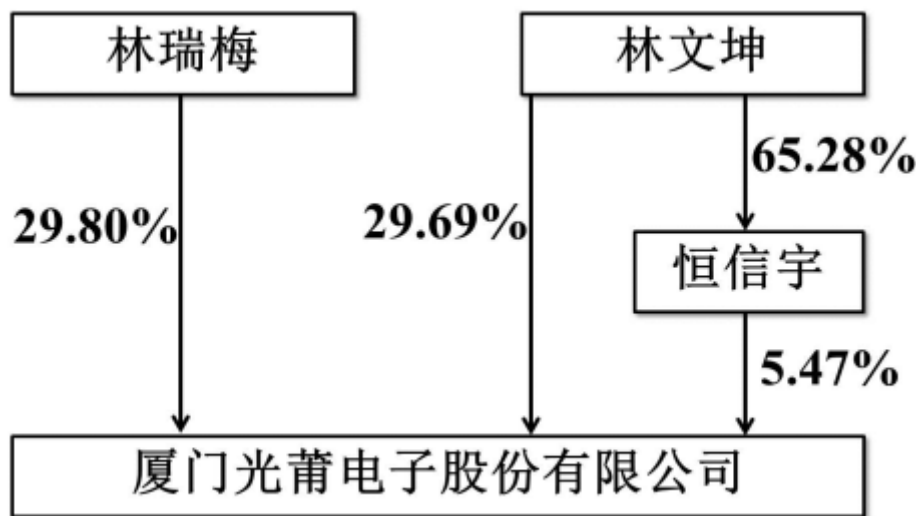 林瑞梅
林文坤
65.28%
29.80%
29.69%
恒信宇
5.47%
厦门光莆电子股份有限公司